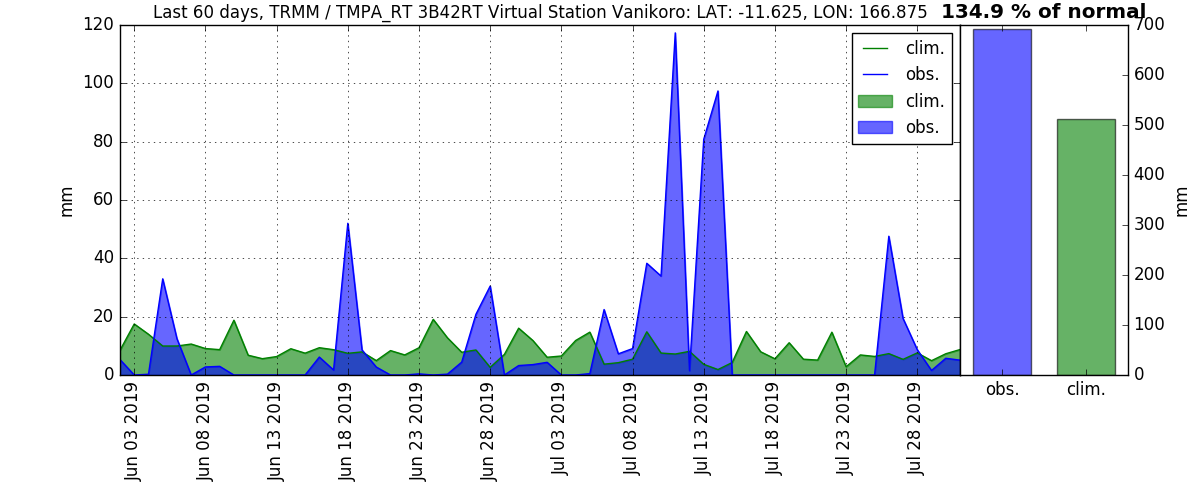 Last 60 days, TRMM / TMPA_RT 3B42RT Virtual Station Vanikoro: LAT: -11.625, LON: 166.875
134.9 % of normal
120
100
80
60
40
20
0
mm
clim.
obs.
clim.
obs.
700
600
500
400
300
200
100
0
mm
Jun 03 2019
Jun 08 2019
Jun 13 2019
Jun 18 2019
Jun 23 2019
Jun 28 2019
Jul 03 2019
Jul 08 2019
Jul 13 2019
Jul 18 2019
Jul 23 2019
Jul 28 2019
obs.
clim.